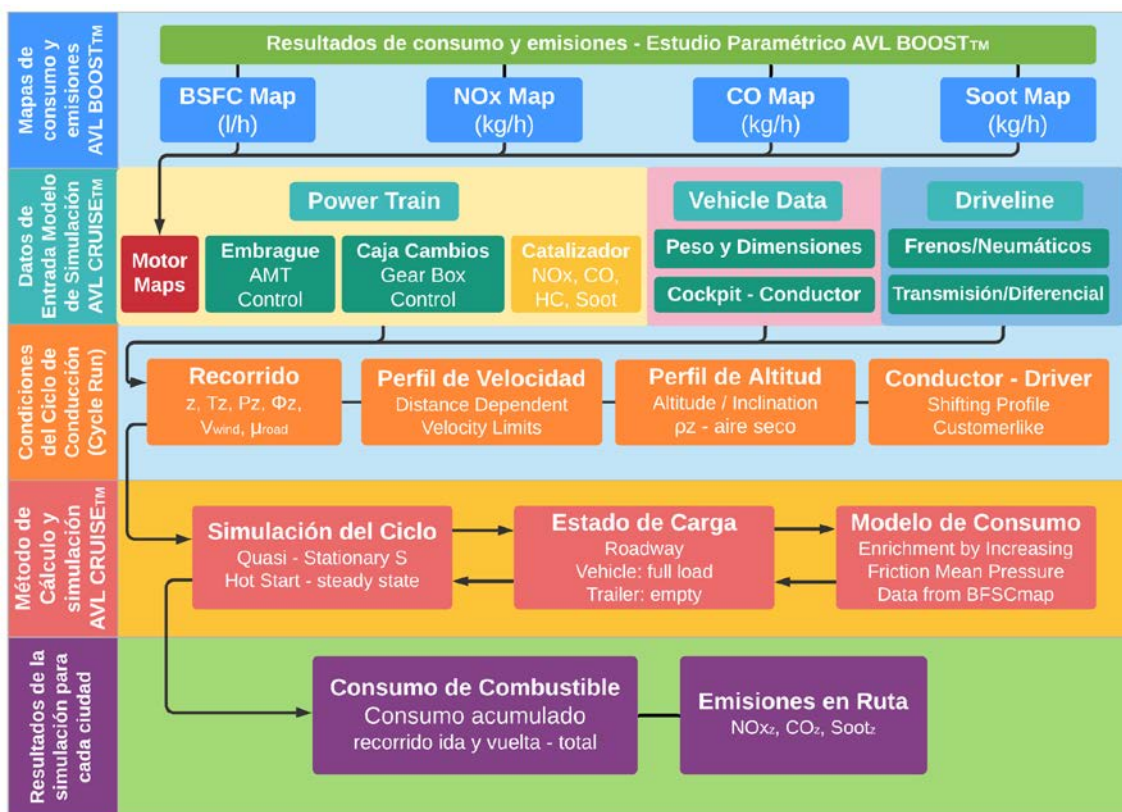 Mapas de
consumo y
emisiones
AVL BOOST™
Resultados de consumo y emisiones - Estudio Paramétrico AVL BOOST™
BSFC Map
(l/h)
NOx Map
(kg/h)
CO Map
(kg/h)
Soot Map
(kg/h)
Datos de
Entrada Modelo
de Simulación
AVL CRUISE™
Power Train
Motor
Maps
Embrague
AMT
Control
Caja Cambios
Gear Box
Control
Catalizador
NOx, CO,
HC, Soot
Vehicle Data
Peso y Dimensiones
Cockpit - Conductor
Driveline
Frenos/Neumáticos
Transmisión/Diferencial
Condiciones
del Ciclo de
Conducción
(Cycle Run)
Recorrido
z, Tz, Pz, Φz,
Vwind, μroad
Perfil de Velocidad
Distance Dependent
Velocity Limits
Perfil de Altitud
Altitude / Inclination
ρz - aire seco
Conductor - Driver
Shifting Profile
Customerlike
Método de
Cálculo y
simulación
AVL CRUISE™
Simulación del Ciclo
Quasi - Stationary S
Hot Start - steady state
Estado de Carga
Roadway
Vehicle: full load
Trailer: empty
Modelo de Consumo
Enrichment by Increasing
Friction Mean Pressure
Data from BFSCmap
Resultados de la
simulación para
cada ciudad
Consumo de Combustible
Consumo acumulado
recorrido ida y vuelta - total
Emisiones en Ruta
NOxz, COz, Sootz